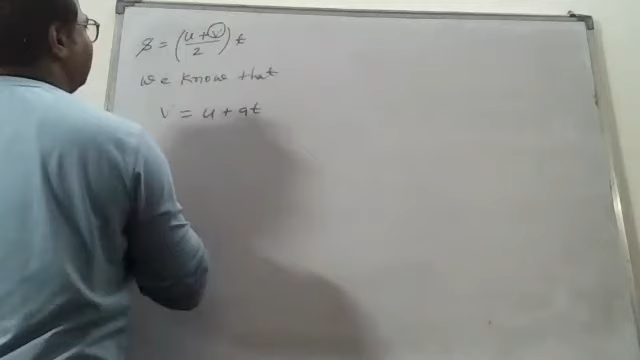 S = (u + v / 2) t
we know that
v = u + at